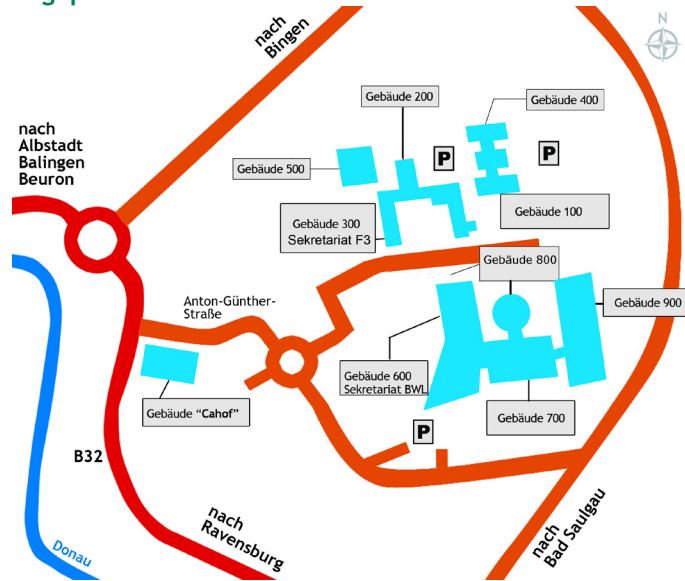 nach
Bingen
N
Gebäude 200
Gebäude 400
nach
Albstadt
Balingen
Beuron
P
P
Gebäude 500
Gebäude 300
Sekretariat F3
Gebäude 100
Gebäude 800
Anton-Günther-
Straße
Gebäude 900
Gebäude 600
Sekretariat BWL
Gebäude "Cahof"
Gebäude 700
P
B32
nach
Ravensburg
nach
Bad Saulgau
Donau